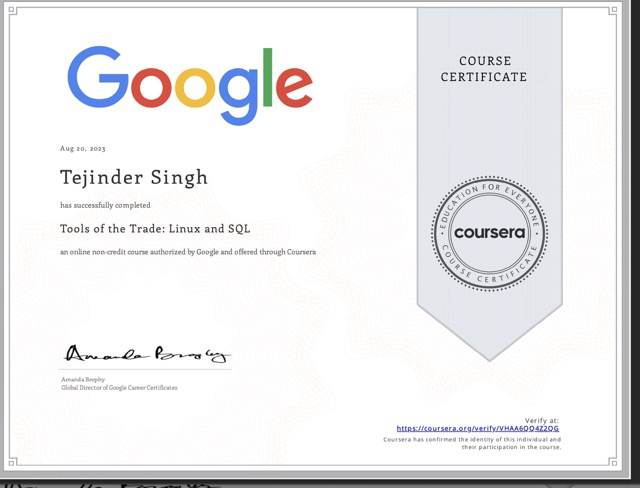 Google
COURSE
CERTIFICATE
Aug 20, 2023
Tejinder Singh
has successfully completed
Tools of the Trade: Linux and SQL
an online non-credit course authorized by Google and offered through Coursera
EDUCATION FOR EVERYONE
coursera
COURSE CERTIFICATE
Amanda Brophy
Amanda Brophy
Global Director of Google Career Certificates
Verify at:
https://coursera.org/verify/VHAA6QQ4Z2QG
Coursera has confirmed the identity of this individual and
their participation in the course.